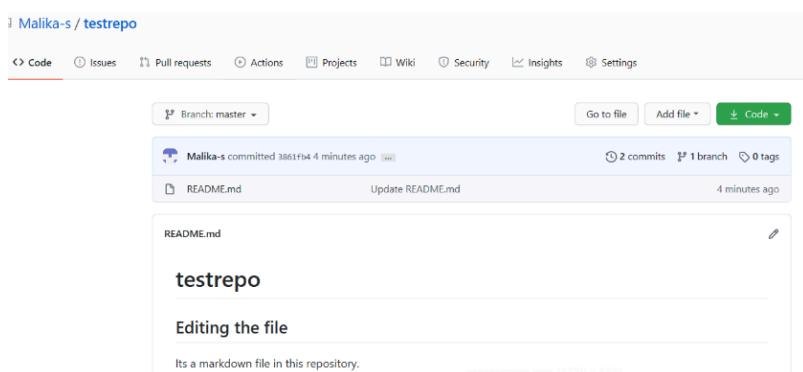 Malika-s / testrepo
<> Code Issues Pull requests Actions Projects Wiki Security Insights Settings
Branch: master Go to file Add file Code
Malika-s committed 3861fb4 4 minutes ago ... 2 commits 1 branch 0 tags
README.md Update README.md 4 minutes ago
README.md
testrepo
Editing the file
Its a markdown file in this repository.